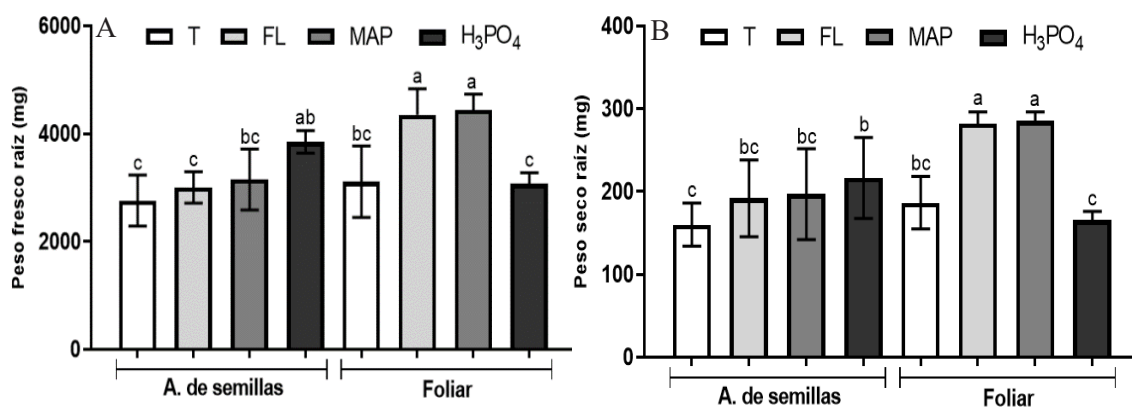 A
T FL MAP H₃PO₄
Peso fresco raíz (mg)
6000
4000
2000
0
c c bc ab bc a a c
A. de semillas Foliar
B
T FL MAP H₃PO₄
Peso seco raíz (mg)
400
300
200
100
0
c bc bc b bc a a c
A. de semillas Foliar